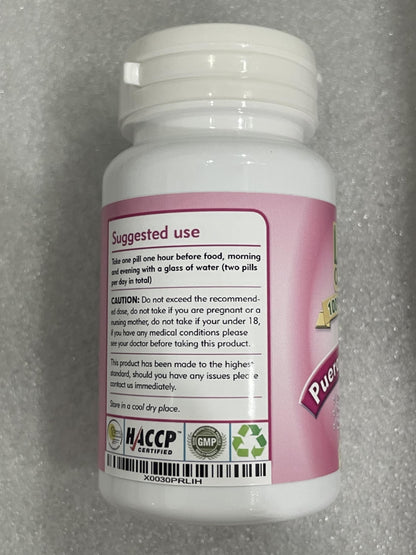 Suggested use
Take one pill one hour before food, morning
and evening with a glass of water (two pills
per day in total)
CAUTION: Do not exceed the recommend-
ed dose, do not take if you are pregnant or a
nursing mother, do not take if your under 18,
if you have any medical conditions please
see your doctor before taking this product.
This product has been made to the highest
standard, should you have any issues please
contact us immediately.
Store in a cool dry place.
HACCP
CERTIFIED
GMP
X0030PRLIH
100
Puer